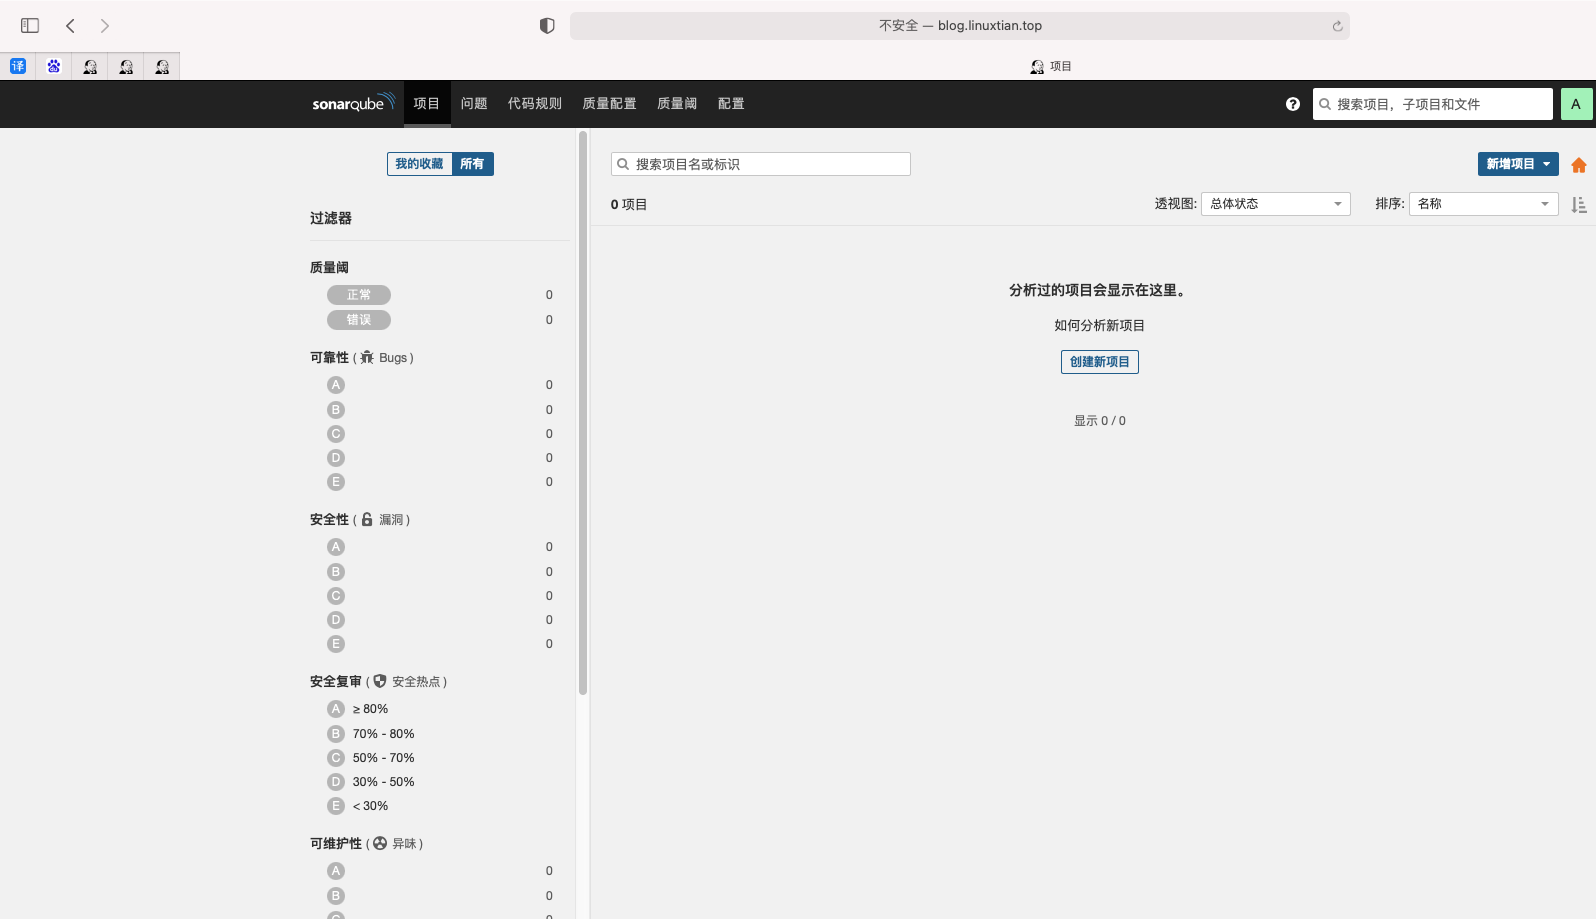 不安全 — blog.linuxtian.top
译
项目
sonarqube 项目 问题 代码规则 质量配置 质量阈 配置
? 搜索项目，子项目和文件 A
我的收藏 所有
搜索项目名或标识
新增项目
0 项目
透视图: 总体状态
排序: 名称
过滤器
质量阈
正常 0
错误 0
可靠性 ( Bugs )
A 0
B 0
C 0
D 0
E 0
安全性 ( 漏洞 )
A 0
B 0
C 0
D 0
E 0
安全复审 ( 安全热点 )
A ≥ 80%
B 70% - 80%
C 50% - 70%
D 30% - 50%
E < 30%
可维护性 ( 异味 )
A 0
B 0
C 0
分析过的项目会显示在这里。
如何分析新项目
创建新项目
显示 0 / 0